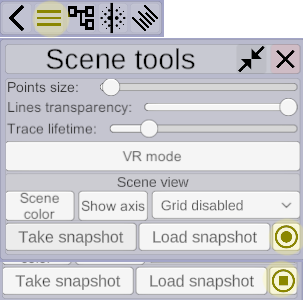 Scene tools
Points size:
Lines transparency:
Trace lifetime:
VR mode
Scene view
Scene color
Show axis
Grid disabled
Take snapshot
Load snapshot
Take snapshot
Load snapshot